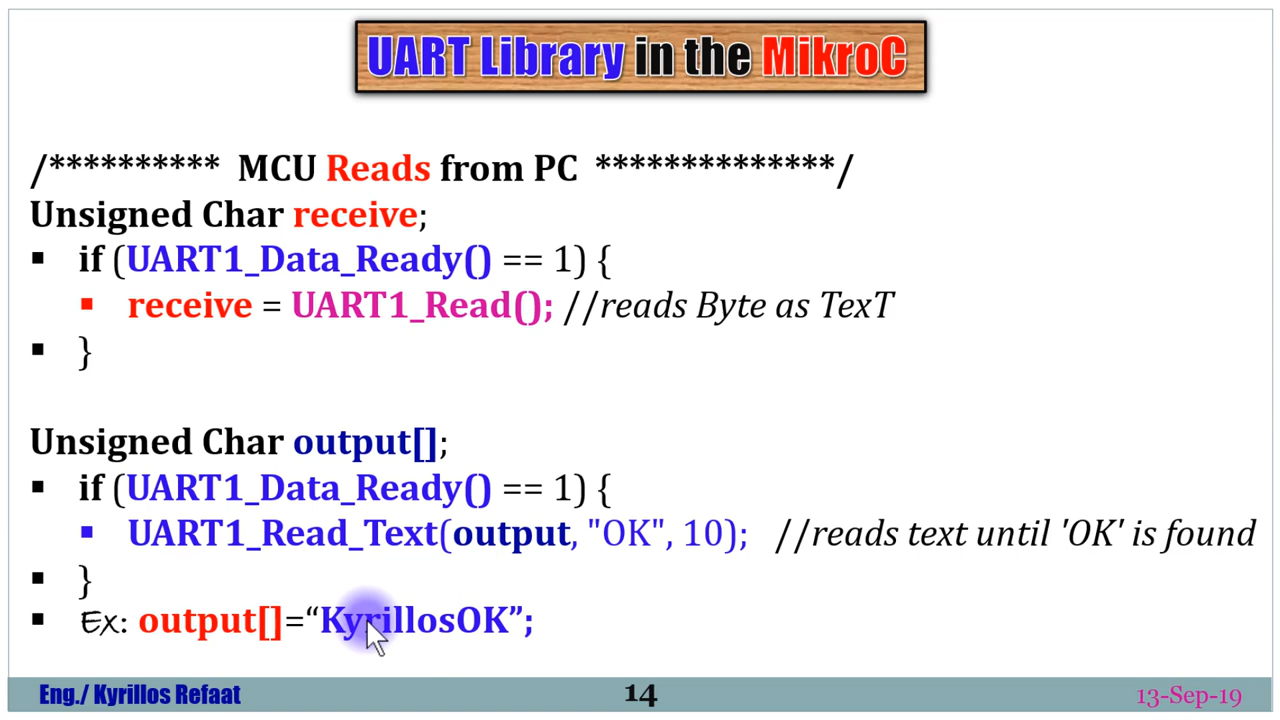 UART Library in the MikroC
/********** MCU Reads from PC **************/
Unsigned Char receive;
▪ if (UART1_Data_Ready() == 1) {
▪ receive = UART1_Read(); //reads Byte as TexT
▪ }
Unsigned Char output[];
▪ if (UART1_Data_Ready() == 1) {
▪ UART1_Read_Text(output, "OK", 10); //reads text until 'OK' is found
▪ }
▪ Ex: output[]=“KyrillosOK”;
Eng./ Kyrillos Refaat 14 13-Sep-19